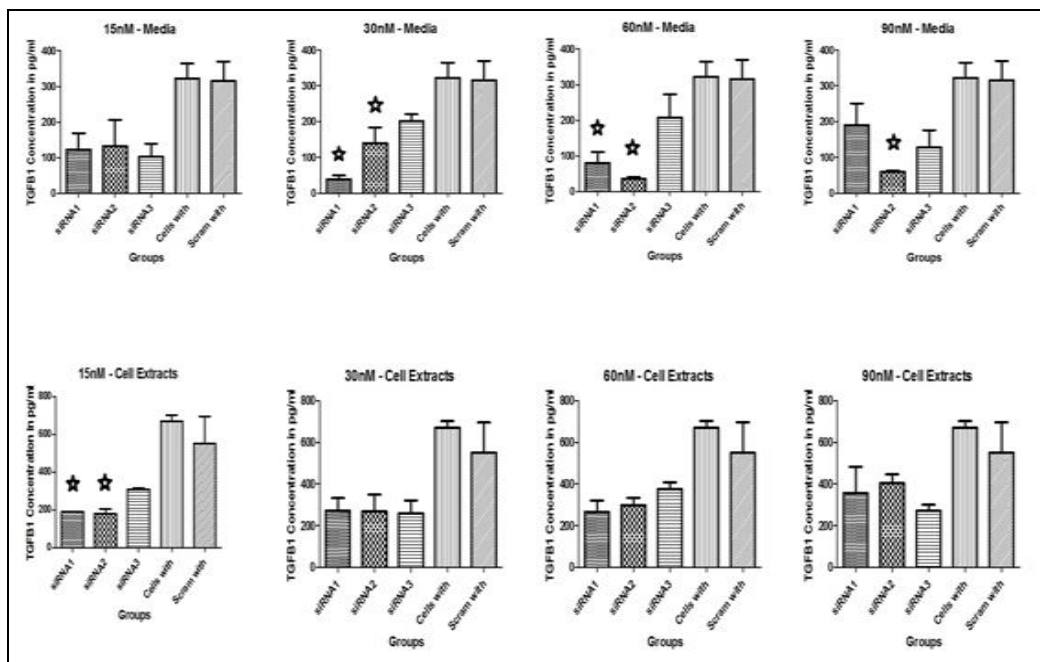 15nM - Media
TGFB1 Concentration in pg/ml
400
300
200
100
0
siRNA1
siRNA2
siRNA3
Cells with
Scram with
Groups
30nM - Media
TGFB1 Concentration in pg/ml
400
300
200
100
0
siRNA1
siRNA2
siRNA3
Cells with
Scram with
Groups
60nM - Media
TGFB1 Concentration in pg/ml
400
300
200
100
0
siRNA1
siRNA2
siRNA3
Cells with
Scram with
Groups
90nM - Media
TGFB1 Concentration in pg/ml
400
300
200
100
0
siRNA1
siRNA2
siRNA3
Cells with
Scram with
Groups
15nM - Cell Extracts
TGFB1 Concentration in pg/ml
800
600
400
200
0
siRNA1
siRNA2
siRNA3
Cells with
Scram with
Groups
30nM - Cell Extracts
TGFB1 Concentration in pg/ml
800
600
400
200
0
siRNA1
siRNA2
siRNA3
Cells with
Scram with
Groups
60nM - Cell Extracts
TGFB1 Concentration in pg/ml
800
600
400
200
0
siRNA1
siRNA2
siRNA3
Cells with
Scram with
Groups
90nM - Cell Extracts
TGFB1 Concentration in pg/ml
800
600
400
200
0
siRNA1
siRNA2
siRNA3
Cells with
Scram with
Groups